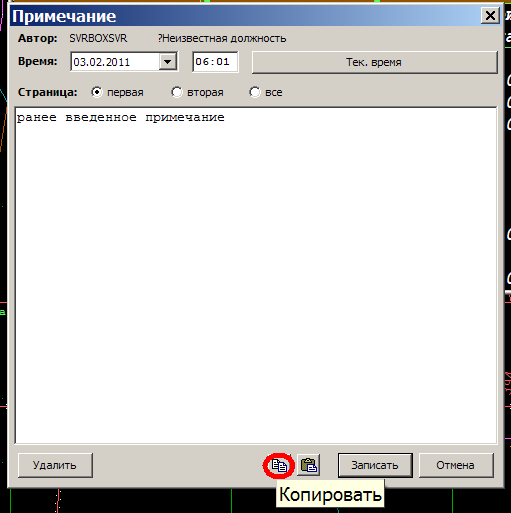 Примечание
Автор: SVRBOXSVR ?Неизвестная должность
Время: 03.02.2011 06:01 Тек. время
Страница: первая вторая все
ранее введенное примечание
Удалить Записать Отмена
Копировать